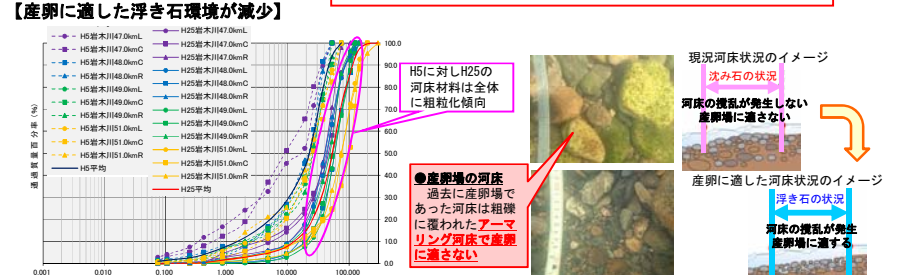 【産卵に適した浮き石環境が減少】
H5岩木川47.0kmL
H5岩木川47.0kmC
H5岩木川47.0kmR
H5岩木川48.0kmC
H5岩木川48.0kmR
H5岩木川49.0kmL
H5岩木川49.0kmC
H5岩木川49.0kmR
H5岩木川51.0kmL
H5岩木川51.0kmC
H5岩木川51.0kmR
H5平均
H25岩木川47.0kmL
H25岩木川47.0kmC
H25岩木川47.0kmR
H25岩木川48.0kmL
H25岩木川48.0kmC
H25岩木川48.0kmR
H25岩木川49.0kmL
H25岩木川49.0kmC
H25岩木川49.0kmR
H25岩木川51.0kmL
H25岩木川51.0kmC
H25岩木川51.0kmR
H25平均
通過質量百分率 (%)
100.0
90.0
80.0
70.0
60.0
50.0
40.0
30.0
20.0
10.0
0.0
0.001
0.010
0.100
1.000
10.000
100.000
H5に対しH25の
河床材料は全体
に粗粒化傾向
●産卵場の河床
過去に産卵場で
あった河床は粗礫
に覆われたアーマ
リング河床で産卵
に適さない
現況河床状況のイメージ
沈み石の状況
河床の攪乱が発生しない
産卵場に適さない
産卵に適した河床状況のイメージ
浮き石の状況
河床の攪乱が発生
産卵場に適する